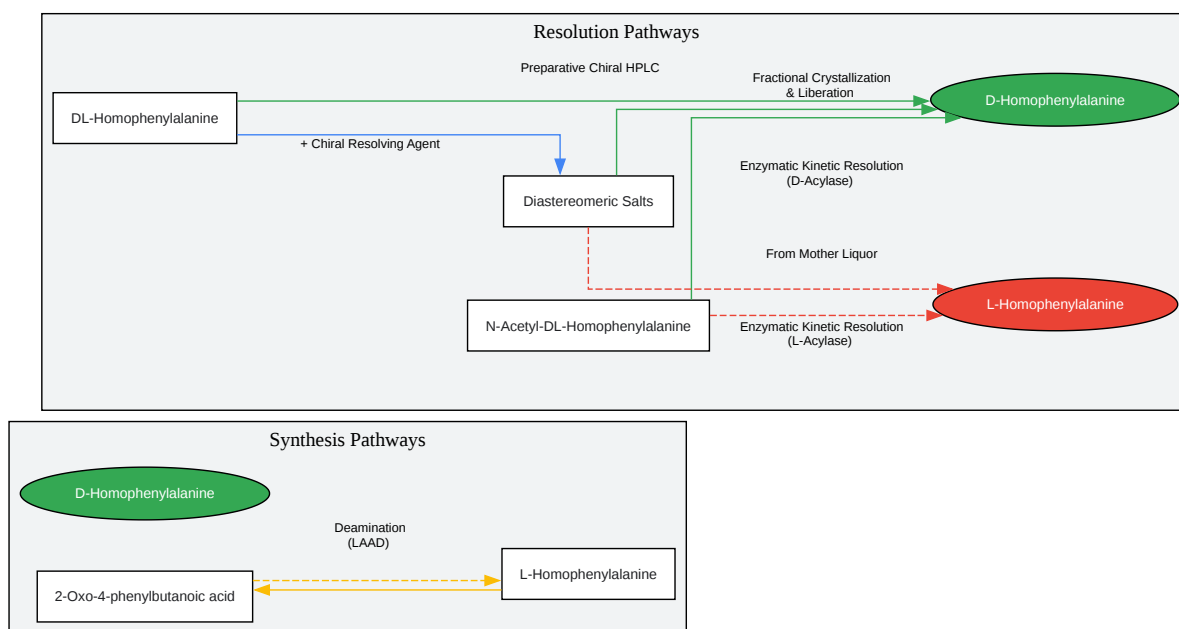 Resolution Pathways
Preparative Chiral HPLC
Fractional Crystallization
& Liberation
D-Homophenylalanine
DL-Homophenylalanine
+ Chiral Resolving Agent
Enzymatic Kinetic Resolution
(D-Acylase)
Diastereomeric Salts
From Mother Liquor
L-Homophenylalanine
N-Acetyl-DL-Homophenylalanine
Enzymatic Kinetic Resolution
(L-Acylase)
Synthesis Pathways
D-Homophenylalanine
Deamination
(LAAD)
L-Homophenylalanine
2-Oxo-4-phenylbutanoic acid